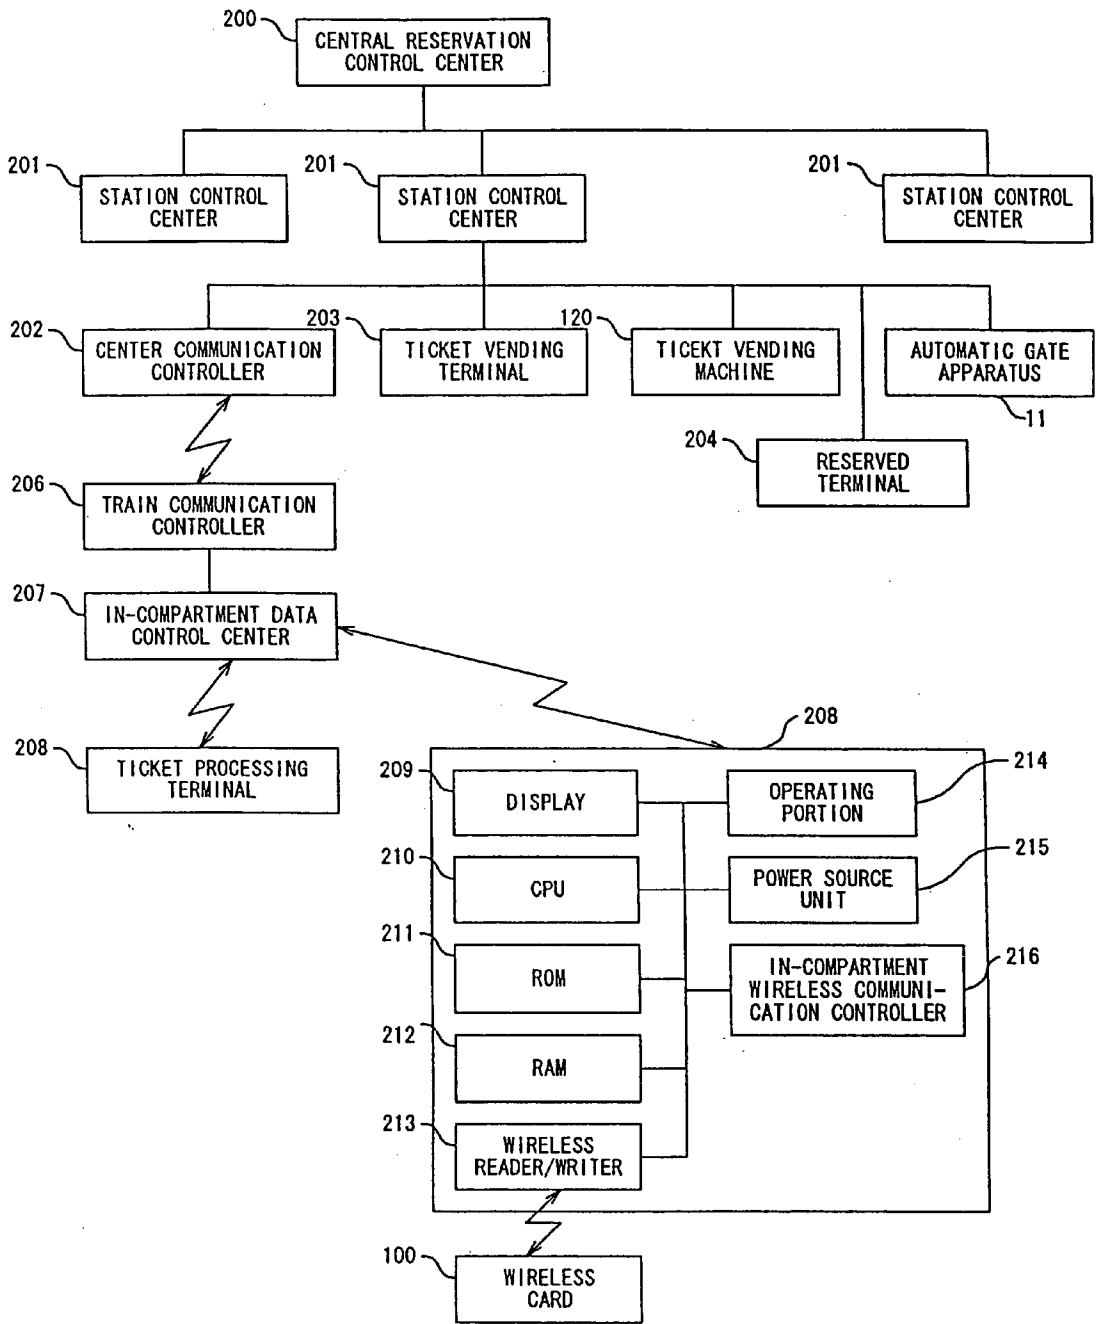 200
CENTRAL RESERVATION
CONTROL CENTER
201
STATION CONTROL
CENTER
201
STATION CONTROL
CENTER
201
STATION CONTROL
CENTER
202
CENTER COMMUNICATION
CONTROLLER
203
TICKET VENDING
TERMINAL
120
TICEKT VENDING
MACHINE
AUTOMATIC GATE
APPARATUS
11
204
RESERVED
TERMINAL
206
TRAIN COMMUNICATION
CONTROLLER
207
IN-COMPARTMENT DATA
CONTROL CENTER
208
TICKET PROCESSING
TERMINAL
208
209
DISPLAY
214
OPERATING
PORTION
210
CPU
215
POWER SOURCE
UNIT
211
ROM
216
IN-COMPARTMENT
WIRELESS COMMUNI-
CATION CONTROLLER
212
RAM
213
WIRELESS
READER/WRITER
100
WIRELESS
CARD